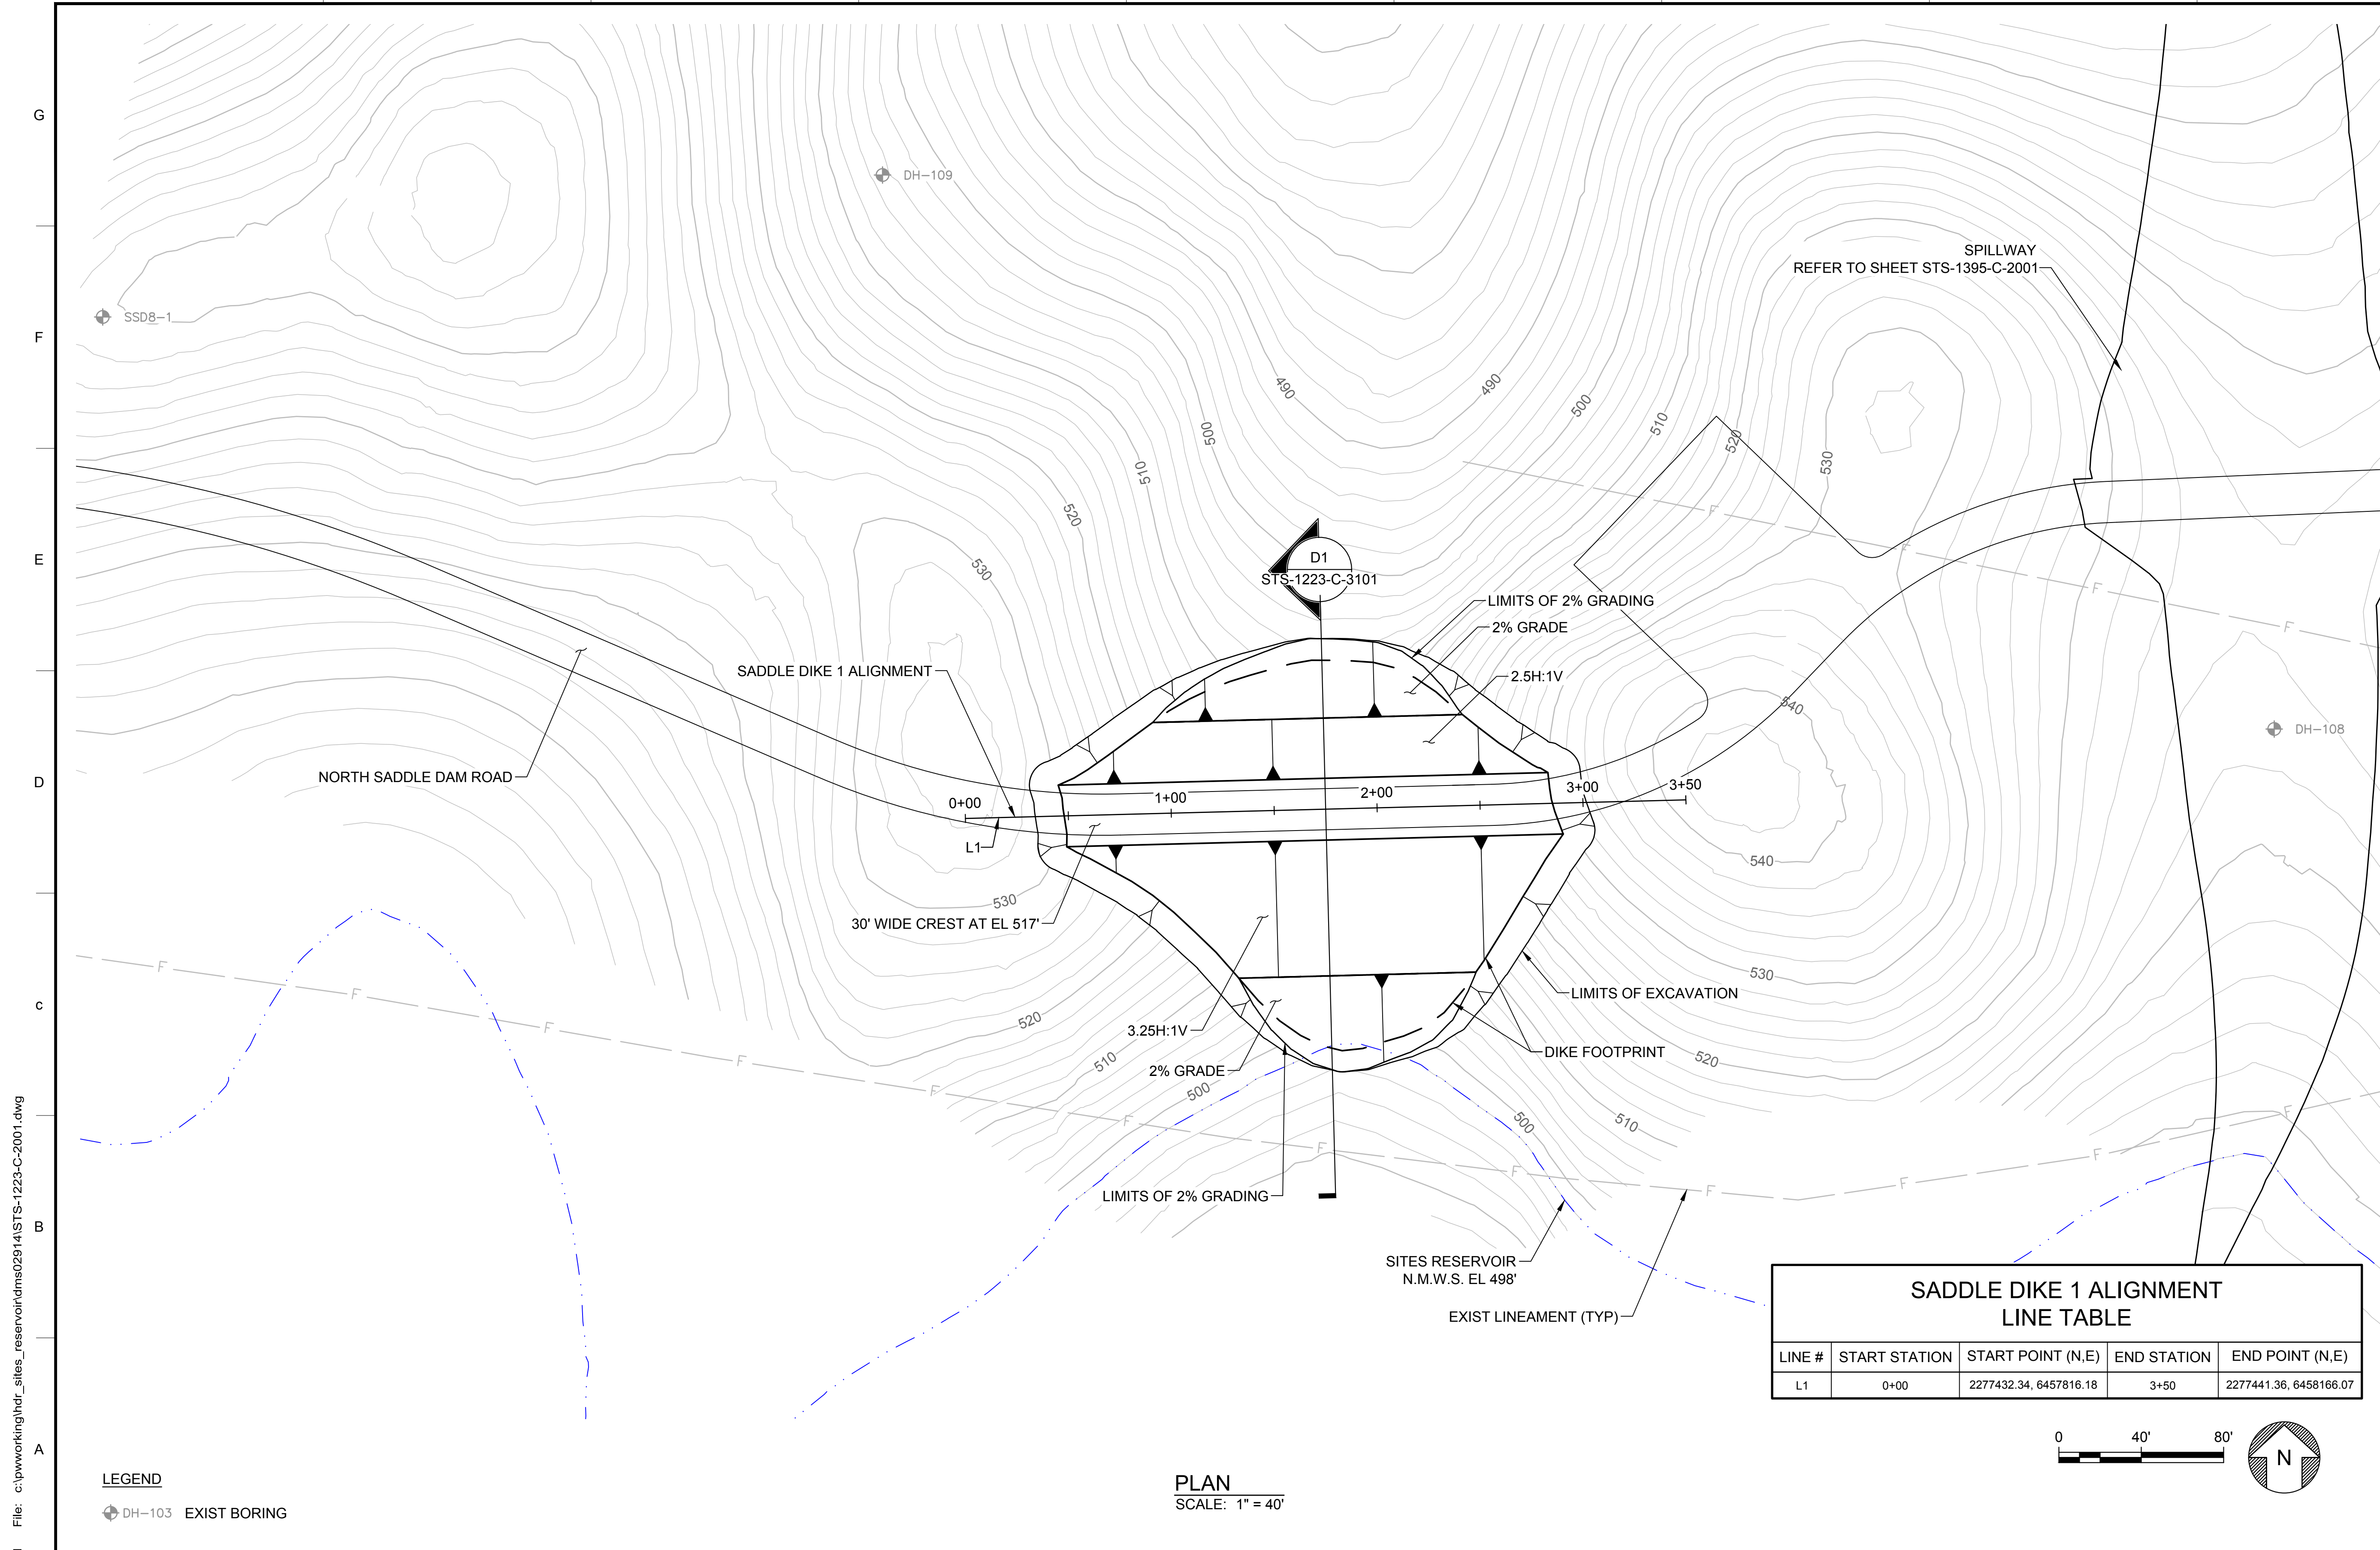 G
F
E
D
c
B
A
DH-109
SSD8-1
SPILLWAY
REFER TO SHEET STS-1395-C-2001
490
490
500
500
510
510
520
520
530
530
F
F
F
F
D1
STS-1223-C-3101
LIMITS OF 2% GRADING
2% GRADE
2.5H:1V
SADDLE DIKE 1 ALIGNMENT
540
DH-108
NORTH SADDLE DAM ROAD
0+00
1+00
2+00
3+00
3+50
L1
540
530
30' WIDE CREST AT EL 517'
530
F
F
F
F
F
F
F
F
F
F
F
F
LIMITS OF EXCAVATION
520
3.25H:1V
DIKE FOOTPRINT
520
510
2% GRADE
500
500
510
LIMITS OF 2% GRADING
SITES RESERVOIR
N.M.W.S. EL 498'
EXIST LINEAMENT (TYP)
SADDLE DIKE 1 ALIGNMENT
LINE TABLE
LINE # START STATION START POINT (N,E) END STATION END POINT (N,E)
L1 0+00 2277432.34, 6457816.18 3+50 2277441.36, 6458166.07
0 40' 80'
N
LEGEND
DH-103 EXIST BORING
PLAN
SCALE: 1" = 40'
File: c:\pwworking\hdr_sites_reservoir\dms02914\STS-1223-C-2001.dwg